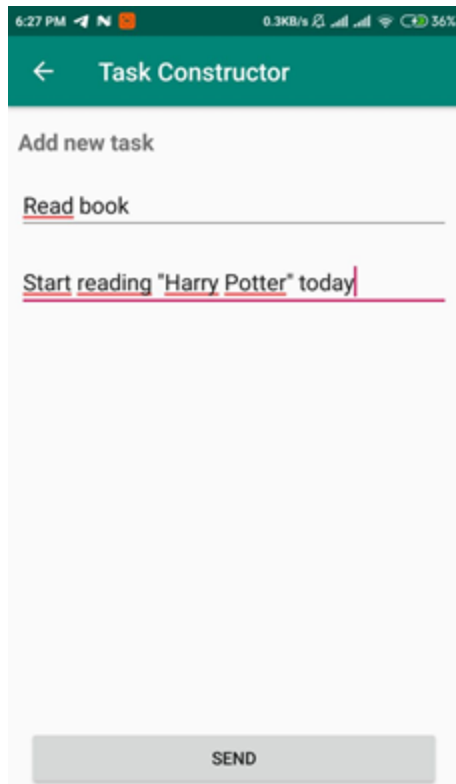 6:27 PM N 0.3KB/s 36%
Task Constructor
Add new task
Read book
Start reading "Harry Potter" today
SEND